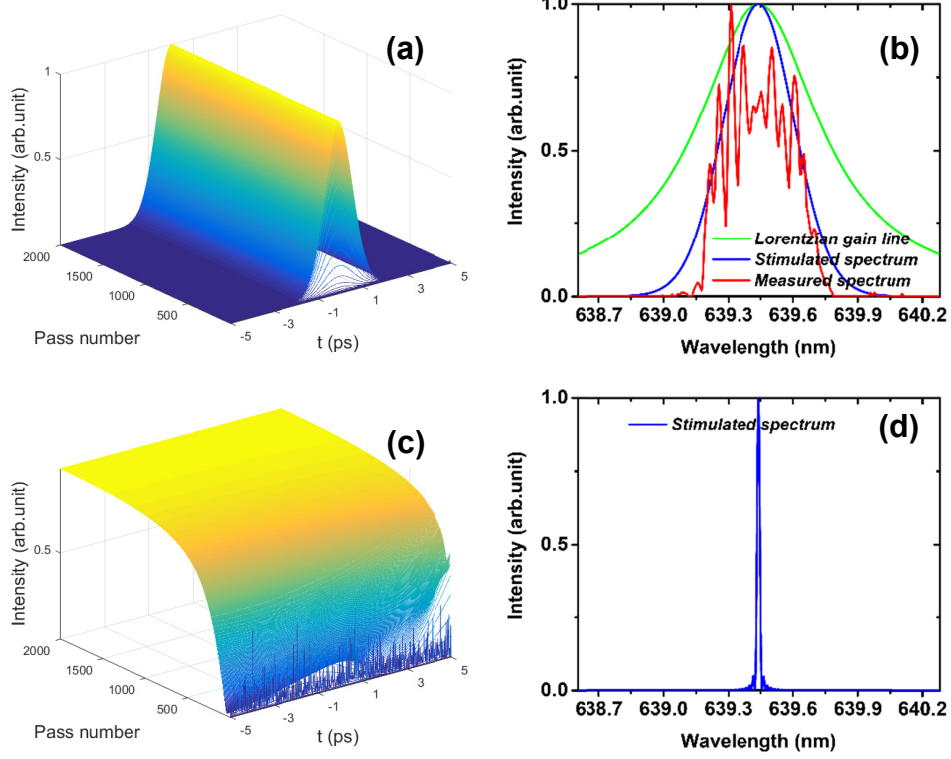 (a)
1
0.5
Intensity (arb.unit)
2000
1500
1000
500
Pass number
-5
-3
-1
1
3
5
t (ps)
(b)
1.0
0.5
0.0
Intensity (arb.unit)
Lorentzian gain line
Stimulated spectrum
Measured spectrum
638.7 639.0 639.3 639.6 639.9 640.2
Wavelength (nm)
(c)
0.5
Intensity (arb.unit)
2000
1500
1000
500
Pass number
-5
-3
-1
1
3
5
t (ps)
(d)
1.0
0.5
0.0
Intensity (arb.unit)
Stimulated spectrum
638.7 639.0 639.3 639.6 639.9 640.2
Wavelength (nm)